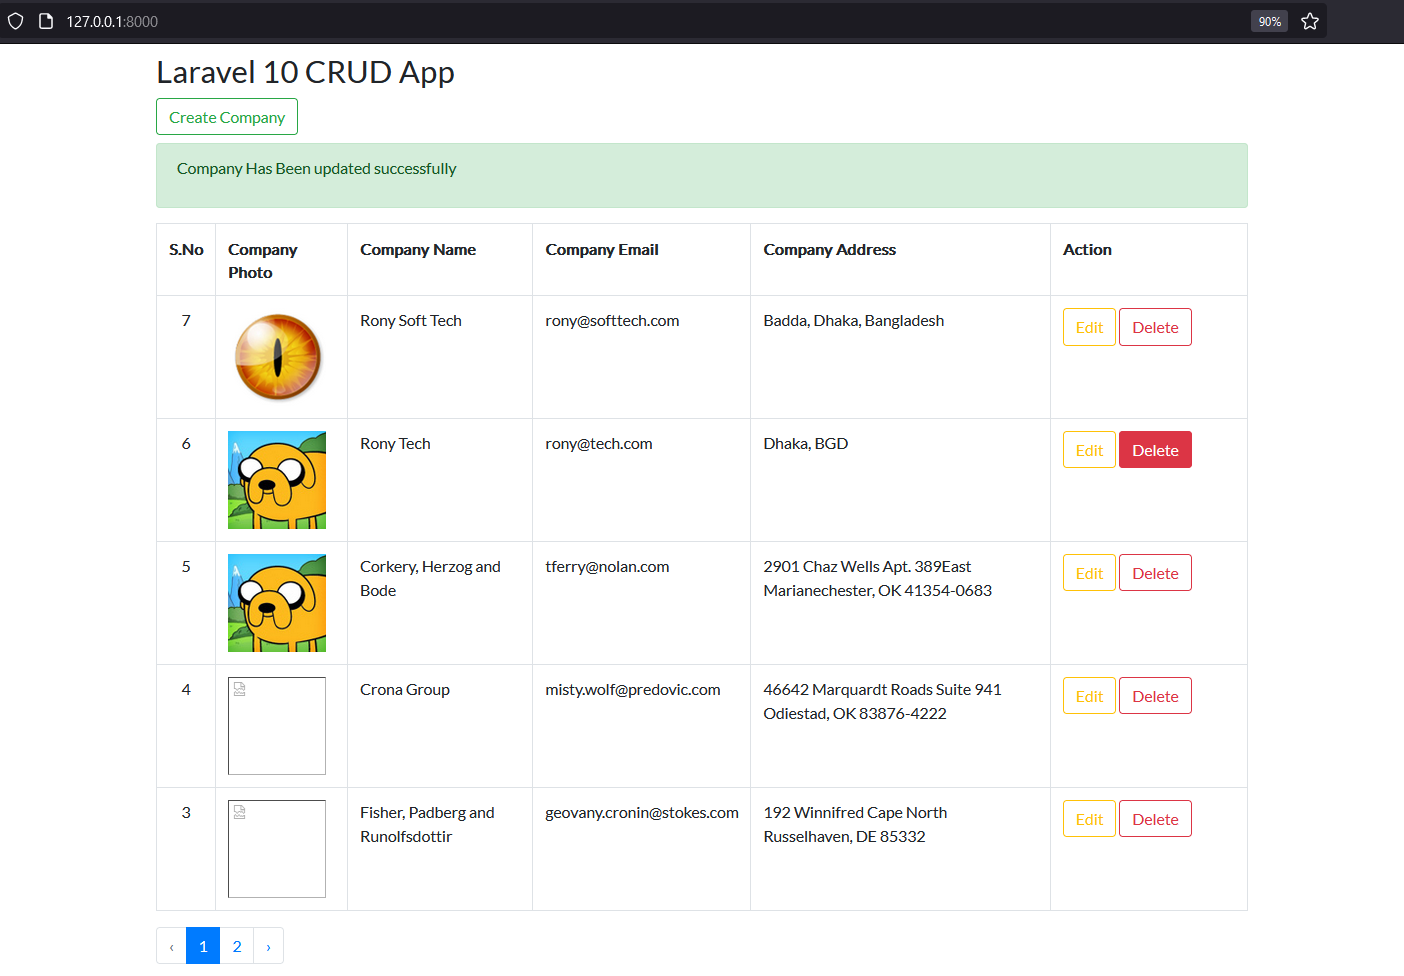 127.0.0.1:8000
90%
Laravel 10 CRUD App
Create Company
Company Has Been updated successfully
S.No Company Photo Company Name Company Email Company Address Action
7 Rony Soft Tech rony@softtech.com Badda, Dhaka, Bangladesh Edit Delete
6 Rony Tech rony@tech.com Dhaka, BGD Edit Delete
5 Corkery, Herzog and tferry@nolan.com 2901 Chaz Wells Apt. 389East Edit Delete
Bode Marianechester, OK 41354-0683
4 Crona Group misty.wolf@predovic.com 46642 Marquardt Roads Suite 941 Edit Delete
Odiestad, OK 83876-4222
3 Fisher, Padberg and geovany.cronin@stokes.com 192 Winnifred Cape North Edit Delete
Runolfsdottir Russelhaven, DE 85332
‹ 1 2 ›